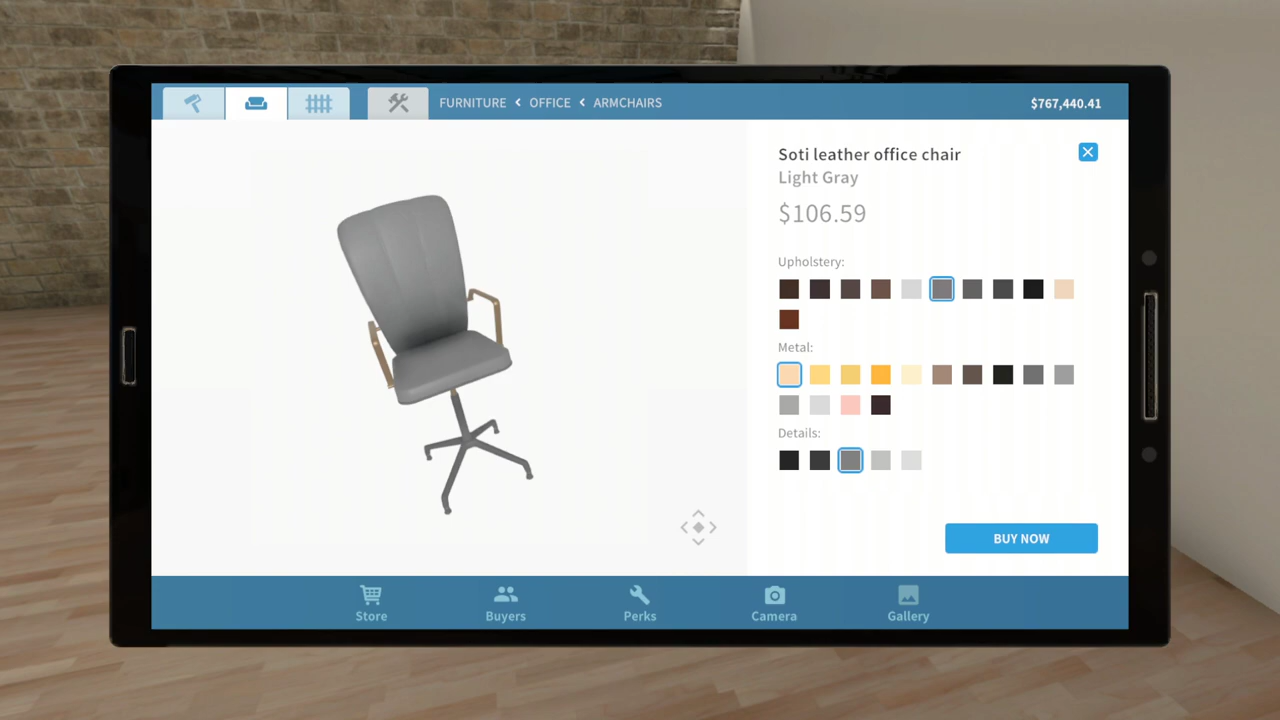 FURNITURE < OFFICE < ARMCHAIRS
$767,440.41
Soti leather office chair
Light Gray
$106.59
Upholstery:
Metal:
Details:
BUY NOW
Store
Buyers
Perks
Camera
Gallery